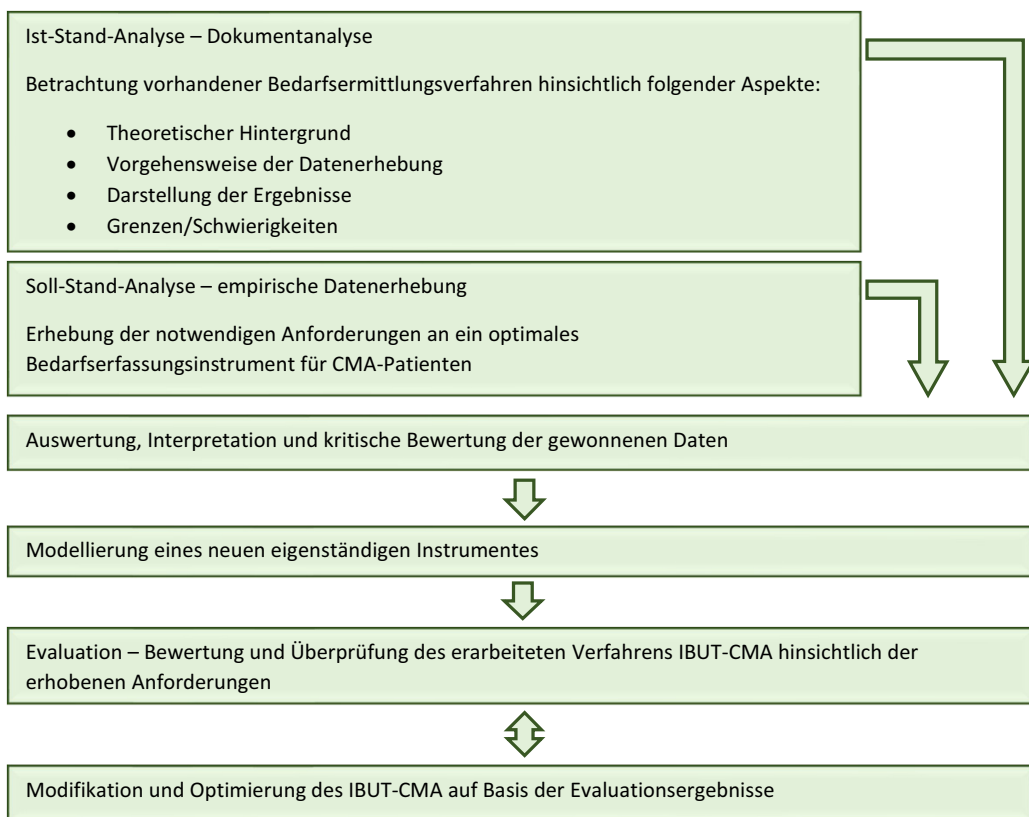 Ist-Stand-Analyse – Dokumentanalyse
Betrachtung vorhandener Bedarfsermittlungsverfahren hinsichtlich folgender Aspekte:
• Theoretischer Hintergrund
• Vorgehensweise der Datenerhebung
• Darstellung der Ergebnisse
• Grenzen/Schwierigkeiten
Soll-Stand-Analyse – empirische Datenerhebung
Erhebung der notwendigen Anforderungen an ein optimales
Bedarfserfassungsinstrument für CMA-Patienten
Auswertung, Interpretation und kritische Bewertung der gewonnenen Daten
Modellierung eines neuen eigenständigen Instrumentes
Evaluation – Bewertung und Überprüfung des erarbeiteten Verfahrens IBUT-CMA hinsichtlich der
erhobenen Anforderungen
Modifikation und Optimierung des IBUT-CMA auf Basis der Evaluationsergebnisse